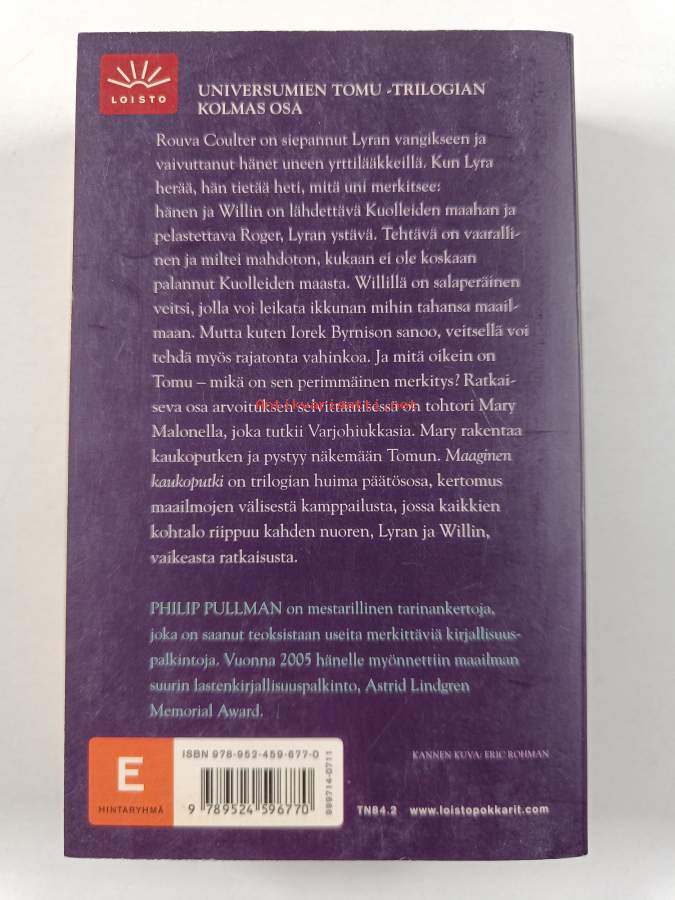 LOISTO
UNIVERSUMIEN TOMU -TRILOGIAN
KOLMAS OSA
Rouva Coulter on siepannut Lyran vangikseen ja
vaivuttanut hänet uneen yrttilääkkeillä. Kun Lyra
herää, hän tietää heti, mitä uni merkitsee:
hänen ja Willin on lähdettävä Kuolleiden maahan ja
pelastettava Roger, Lyran ystävä. Tehtävä on vaaralli-
nen ja miltei mahdoton, kukaan ei ole koskaan
palannut Kuolleiden maasta. Willillä on salaperäinen
veitsi, jolla voi leikata ikkunan mihin tahansa maail-
maan. Mutta kuten Iorek Byrnison sanoo, veitsellä voi
tehdä myös rajatonta vahinkoa. Ja mitä oikein on
Tomu – mikä on sen perimmäinen merkitys? Ratkai-
seva osa arvoituksen selvittämisessä on tohtori Mary
Antikvariaatti.net
Malonella, joka tutkii Varjohiukkasia. Mary rakentaa
kaukoputken ja pystyy näkemään Tomun. Maaginen
kaukoputki on trilogian huima päätösosa, kertomus
maailmojen välisestä kamppailusta, jossa kaikkien
kohtalo riippuu kahden nuoren, Lyran ja Willin,
vaikeasta ratkaisusta.
PHILIP PULLMAN on mestarillinen tarinankertoja,
joka on saanut teoksistaan useita merkittäviä kirjallisuus-
palkintoja. Vuonna 2005 hänelle myönnettiin maailman
suurin lastenkirjallisuuspalkinto, Astrid Lindgren
Memorial Award.
E
HINTARYHMÄ
ISBN 978-952-459-677-0
9 789524 596770
999714-0711
KANNEN KUVA: ERIC ROHMAN
TN84.2 www.loistopokkarit.com